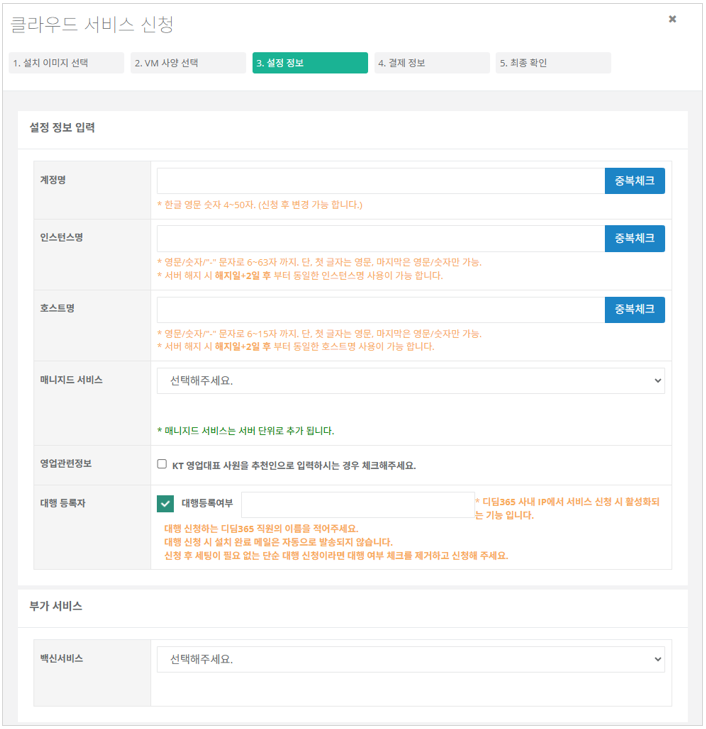 클라우드 서비스 신청
✖
1. 설치 이미지 선택
2. VM 사양 선택
3. 설정 정보
4. 결제 정보
5. 최종 확인
설정 정보 입력
계정명
중복체크
* 한글 영문 숫자 4~50자. (신청 후 변경 가능 합니다.)
인스턴스명
중복체크
* 영문/숫자/"-" 문자로 6~63자 까지, 단, 첫 글자는 영문, 마지막은 영문/숫자만 가능.
* 서버 해지 시 해지일+2일 후 부터 동일한 인스턴스명 사용이 가능 합니다.
호스트명
중복체크
* 영문/숫자/"-" 문자로 6~15자 까지, 단, 첫 글자는 영문, 마지막은 영문/숫자만 가능.
* 서버 해지 시 해지일+2일 후 부터 동일한 호스트명 사용이 가능 합니다.
매니지드 서비스
선택해주세요.
* 매니지드 서비스는 서버 단위로 추가 됩니다.
영업관련정보
KT 영업대표 사원을 추천인으로 입력하시는 경우 체크해주세요.
대행 등록자
대행등록여부
* 디딤365 사내 IP에서 서비스 신청 시 활성화되
는 기능 입니다.
대행 신청하는 디딤365 직원의 이름을 적어주세요.
대행 신청 시 설치 완료 메일은 자동으로 발송되지 않습니다.
신청 후 세팅이 필요 없는 단순 대행 신청이라면 대행 여부 체크를 제거하고 신청해 주세요.
부가 서비스
백신서비스
선택해주세요.